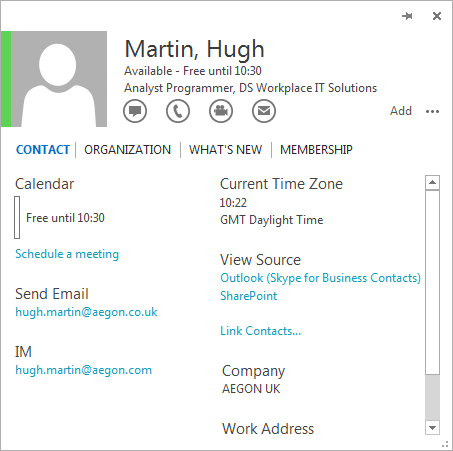 Martin, Hugh
Available - Free until 10:30
Analyst Programmer, DS Workplace IT Solutions
Add
CONTACT
ORGANIZATION
WHAT'S NEW
MEMBERSHIP
Calendar
Free until 10:30
Schedule a meeting
Send Email
hugh.martin@aegon.co.uk
IM
hugh.martin@aegon.com
Current Time Zone
10:22
GMT Daylight Time
View Source
Outlook (Skype for Business Contacts)
SharePoint
Link Contacts...
Company
AEGON UK
Work Address